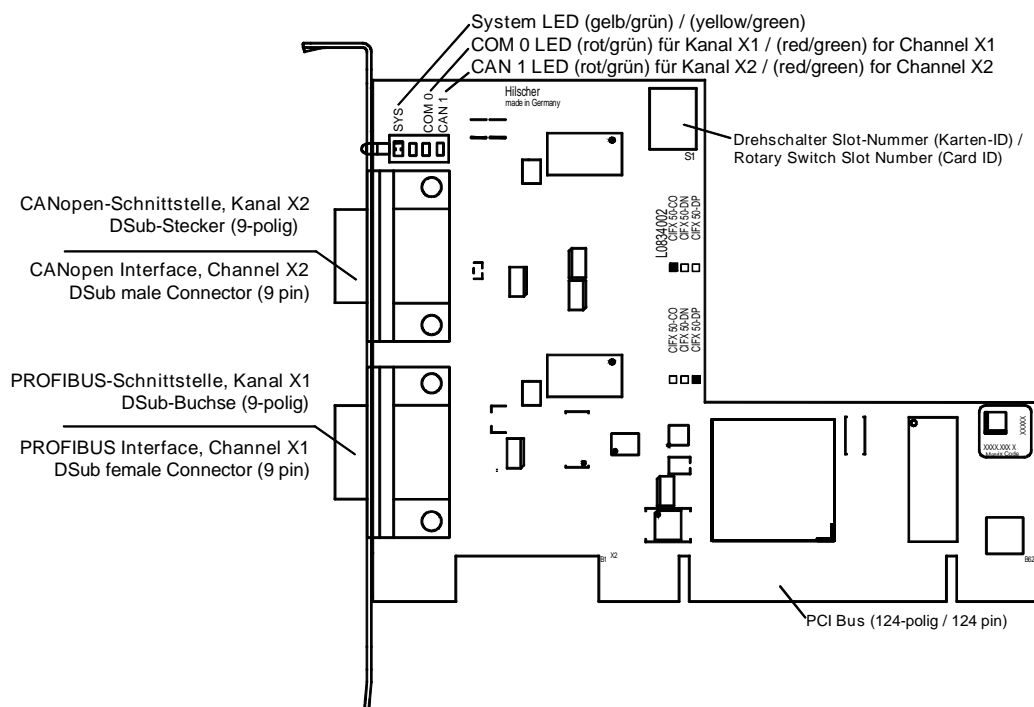 System LED (gelb/grün) / (yellow/green)
COM 0 LED (rot/grün) für Kanal X1 / (red/green) for Channel X1
CAN 1 LED (rot/grün) für Kanal X2 / (red/green) for Channel X2
Hilscher
made in Germany
SYS
COM 0
CAN 1
S1
Drehschalter Slot-Nummer (Karten-ID) /
Rotary Switch Slot Number (Card ID)
CANopen-Schnittstelle, Kanal X2
DSub-Stecker (9-polig)
CANopen Interface, Channel X2
DSub male Connector (9 pin)
L0834002
CIFX 50-CO
CIFX 50-DN
CIFX 50-DP
CIFX 50-CO
CIFX 50-DN
CIFX 50-DP
PROFIBUS-Schnittstelle, Kanal X1
DSub-Buchse (9-polig)
PROFIBUS Interface, Channel X1
DSub female Connector (9 pin)
XXXXX
XXXX.XXX X
Matrix Code
B1
X2
B62
PCI Bus (124-polig / 124 pin)